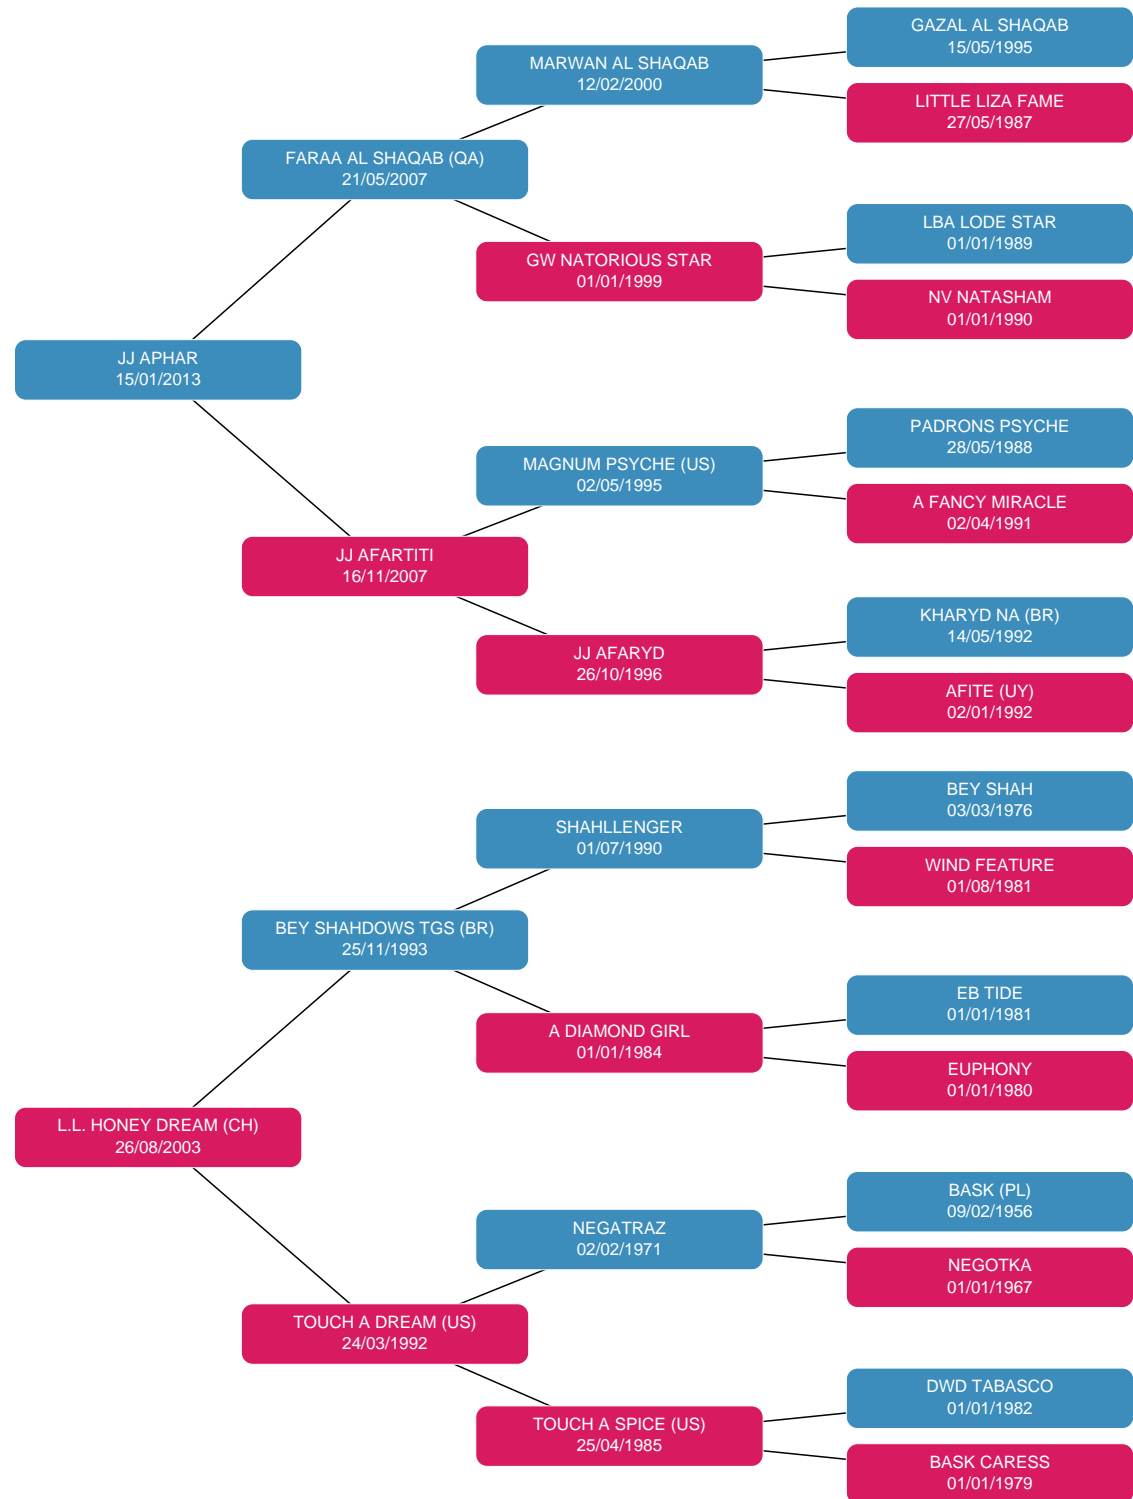 GAZAL AL SHAQAB
15/05/1995
MARWAN AL SHAQAB
12/02/2000
LITTLE LIZA FAME
27/05/1987
FARAA AL SHAQAB (QA)
21/05/2007
LBA LODE STAR
01/01/1989
GW NATORIOUS STAR
01/01/1999
NV NATASHAM
01/01/1990
JJ APHAR
15/01/2013
PADRONS PSYCHE
28/05/1988
MAGNUM PSYCHE (US)
02/05/1995
A FANCY MIRACLE
02/04/1991
JJ AFARTITI
16/11/2007
KHARYD NA (BR)
14/05/1992
JJ AFARYD
26/10/1996
AFITE (UY)
02/01/1992
BEY SHAH
03/03/1976
SHAHLLENGER
01/07/1990
WIND FEATURE
01/08/1981
BEY SHAHDOWS TGS (BR)
25/11/1993
EB TIDE
01/01/1981
A DIAMOND GIRL
01/01/1984
EUPHONY
01/01/1980
L.L. HONEY DREAM (CH)
26/08/2003
BASK (PL)
09/02/1956
NEGATRAZ
02/02/1971
NEGOTKA
01/01/1967
TOUCH A DREAM (US)
24/03/1992
DWD TABASCO
01/01/1982
TOUCH A SPICE (US)
25/04/1985
BASK CARESS
01/01/1979